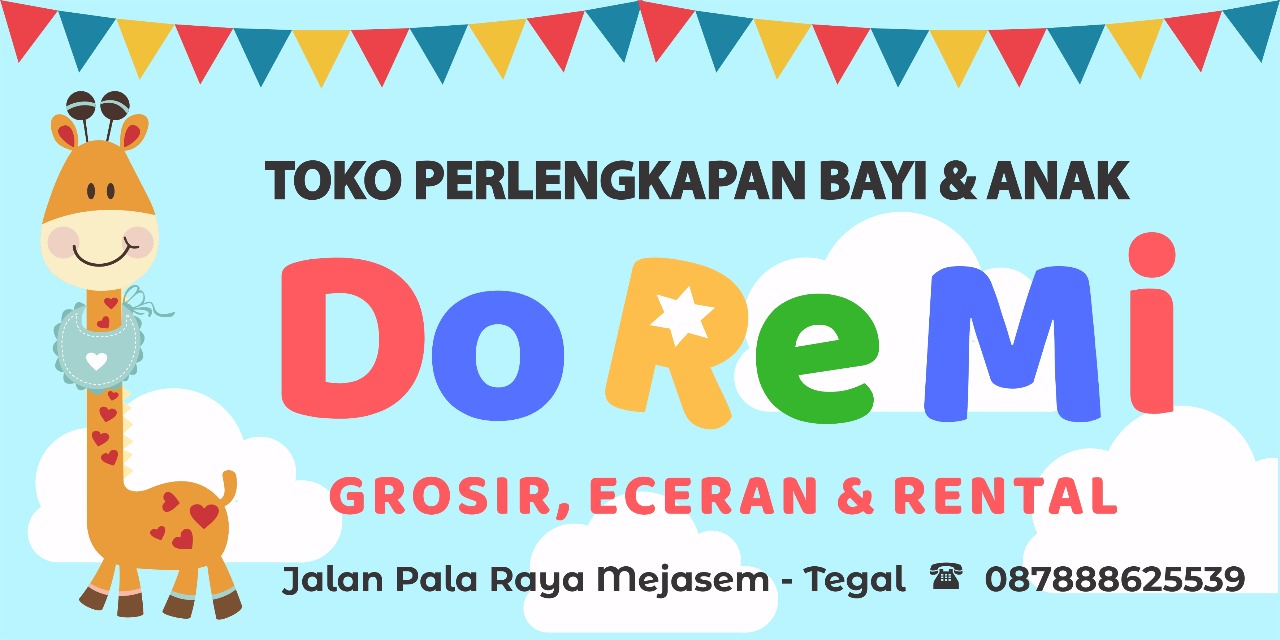 TOKO PERLENGKAPAN BAYI & ANAK
Do Re Mi
GROSIR, ECERAN & RENTAL
Jalan Pala Raya Mejasem - Tegal ☎ 087888625539